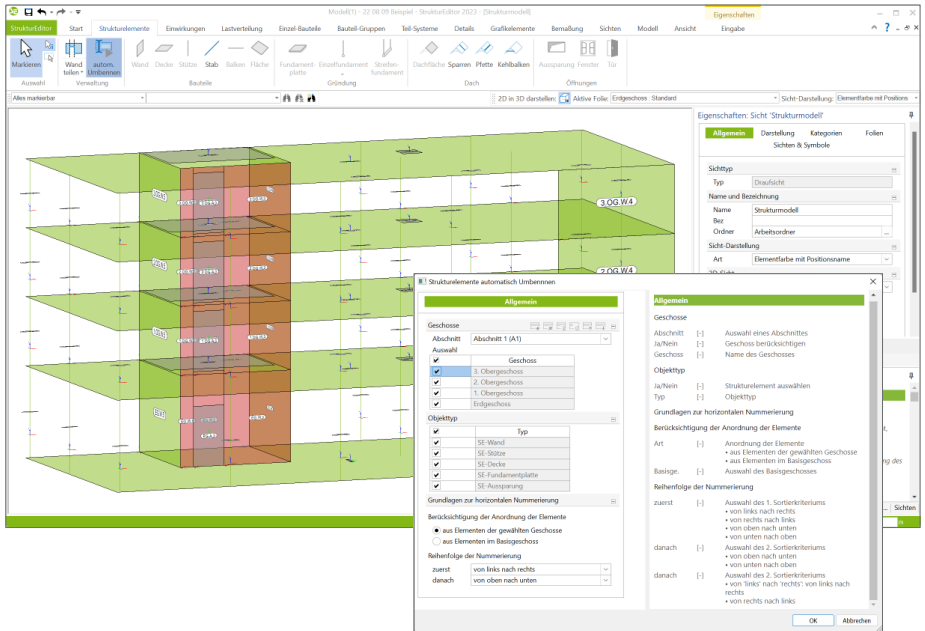 Modell(1) - 22 08 09 Beispiel - StrukturEditor 2023 - [Strukturmodell]
Eigenschaften
StrukturEditor Start Strukturelemente Einwirkungen Lastverteilung Einzel-Bauteile Bauteil-Gruppen Teil-Systeme Details Grafikelemente Bemaßung Sichten Modell Ansicht Eingabe
Markieren Wand teilen autom. Umbennen Wand Decke Stütze Stab Balken Fläche Fundament-platte Einzelfundament Streifen-fundament Dachfläche Sparren Pfette Kehlbalken Aussparung Fenster Tür
Auswahl Verwaltung Bauteile Gründung Dach Öffnungen
Alles markierbar
2D in 3D darstellen: Aktive Folie: Erdgeschoss Standard Sicht-Darstellung: Elementfarbe mit Positions
Eigenschaften: Sicht 'Strukturmodell'
Allgemein Darstellung Kategorien Folien
Sichten & Symbole
Sichttyp
Typ Draufsicht
Name und Bezeichnung
Name Strukturmodell
Bez
Ordner Arbeitsordner ...
Sicht-Darstellung
Art Elementfarbe mit Positionsname
3.OG.W.4
2.OG.W.4
Strukturelemente automatisch Umbennnen
Allgemein
Geschosse
Abschnitt Abschnitt 1 (A1)
Auswahl
Geschoss
3. Obergeschoss
2. Obergeschoss
1. Obergeschoss
Erdgeschoss
Objekttyp
Typ
SE-Wand
SE-Stütze
SE-Decke
SE-Fundamentplatte
SE-Aussparung
Grundlagen zur horizontalen Nummerierung
Berücksichtigung der Anordnung der Elemente
aus Elementen der gewählten Geschosse
aus Elementen im Basisgeschoss
Reihenfolge der Nummerierung
zuerst von links nach rechts
danach von oben nach unten
Allgemein
Geschosse
Abschnitt [-] Auswahl eines Abschnittes
Ja/Nein [-] Geschoss berücksichtigen
Geschoss [-] Name des Geschosses
Objekttyp
Ja/Nein [-] Strukturelement auswählen
Typ [-] Objekttyp
Grundlagen zur horizontalen Nummerierung
Berücksichtigung der Anordnung der Elemente
Art [-] Anordnung der Elemente
• aus Elementen der gewählten Geschosse
• aus Elementen im Basisgeschoss
Basisge. [-] Auswahl des Basisgeschosses
Reihenfolge der Nummerierung
zuerst [-] Auswahl des 1. Sortierkriteriums
• von links nach rechts
• von rechts nach links
• von oben nach unten
• von unten nach oben
danach [-] Auswahl des 2. Sortierkriteriums
• von oben nach unten
• von unten nach oben
danach [-] Auswahl des 2. Sortierkriteriums
• von 'links' nach 'rechts': von links nach
rechts
• von rechts nach links
OK Abbrechen
... Sichten